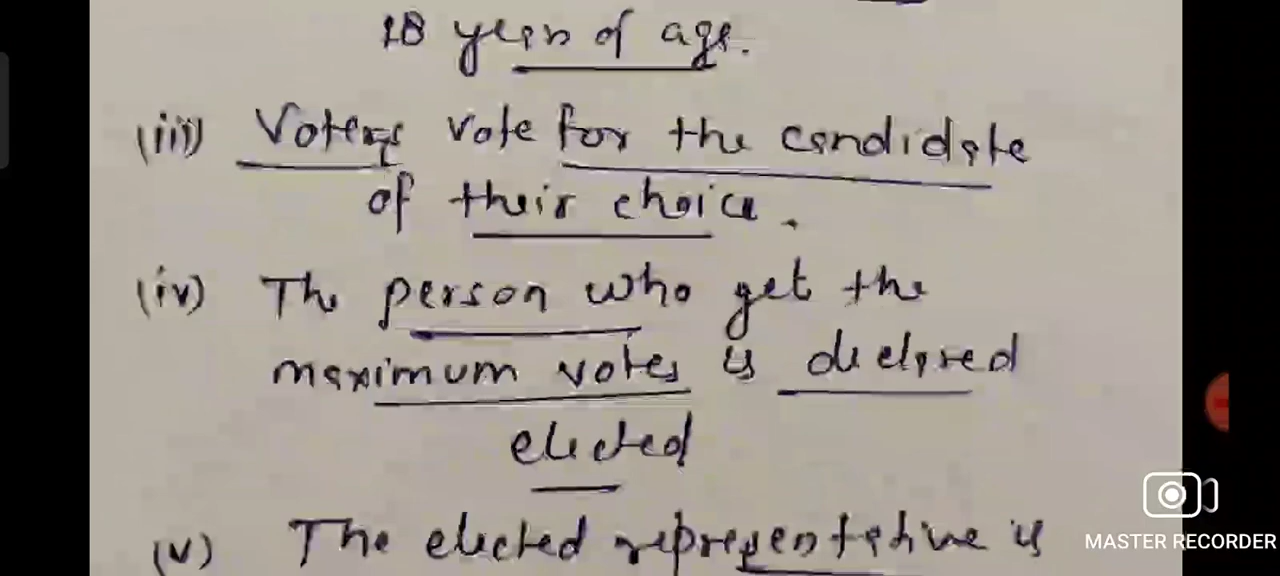 18 years of age.
(iii) Voters vote for the candidate
of their choice.
(iv) The person who get the
maximum votes is declared
elected
(v) The elected representative is
MASTER RECORDER